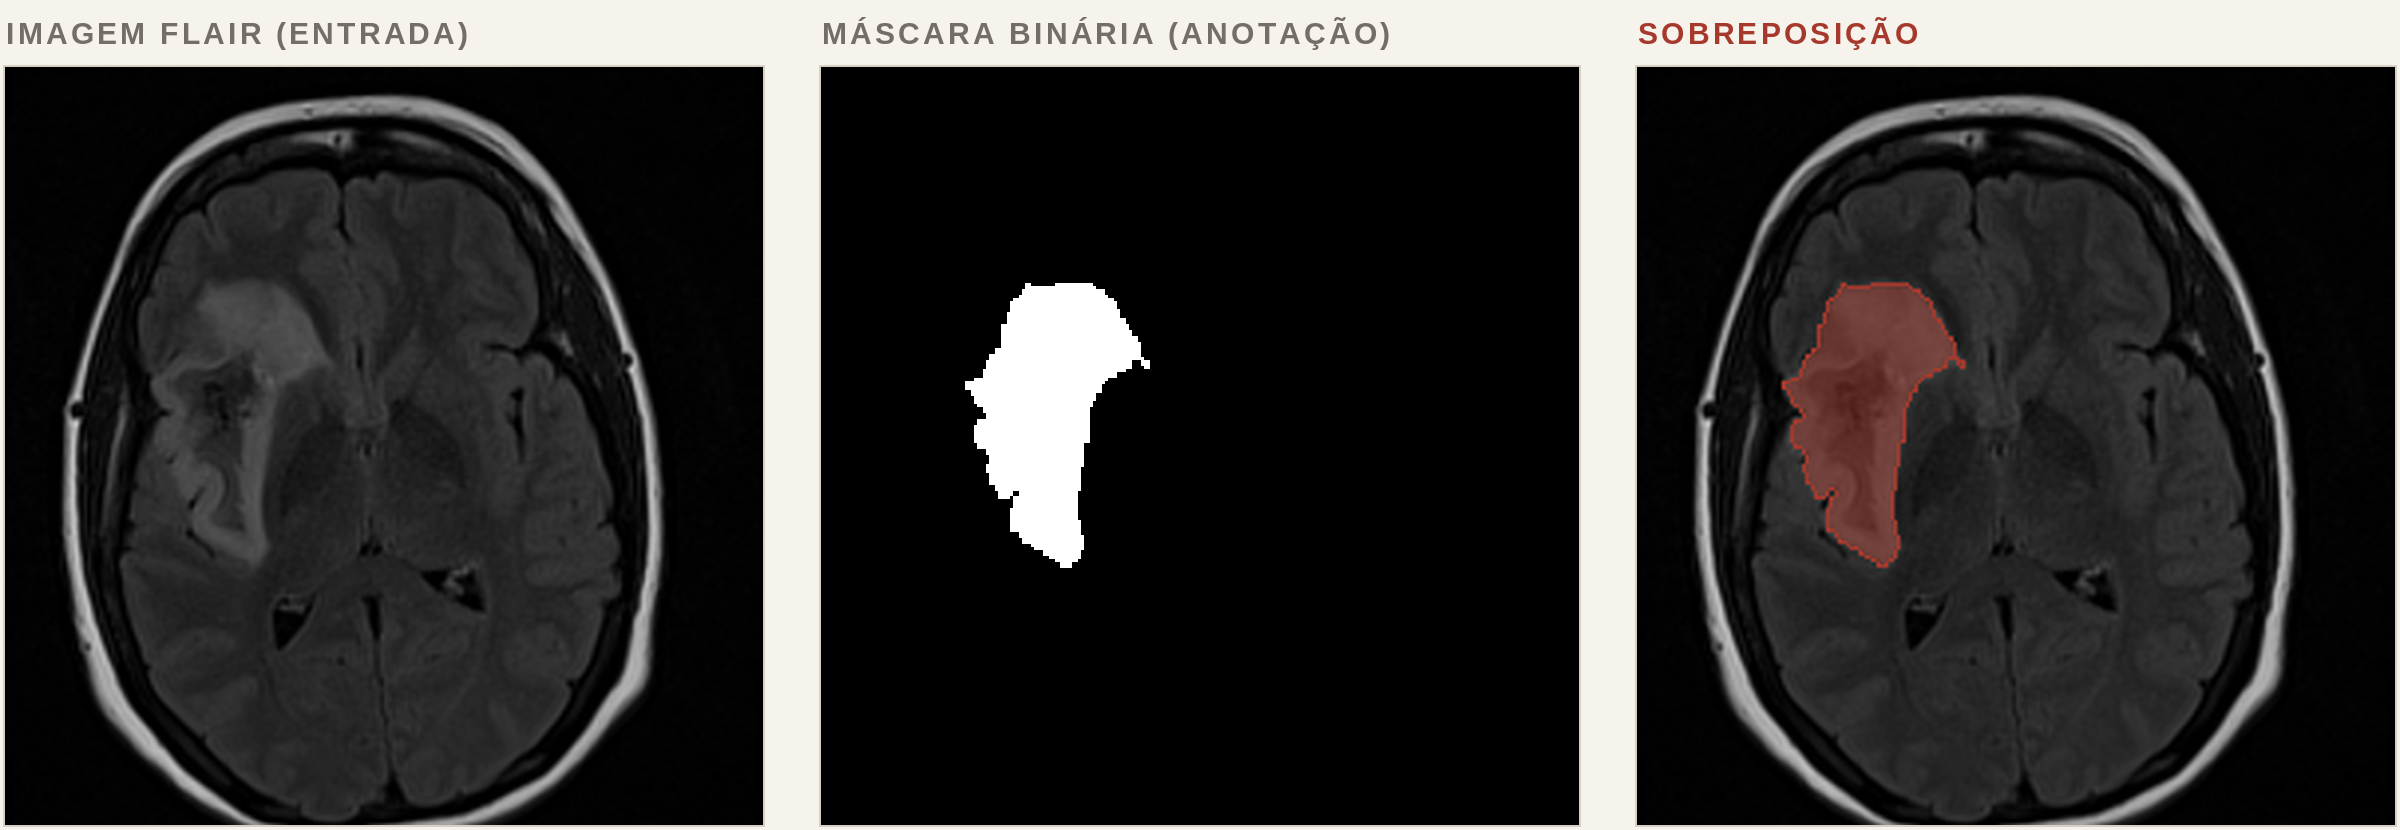 IMAGEM FLAIR (ENTRADA)
MÁSCARA BINÁRIA (ANOTAÇÃO)
SOBREPOSIÇÃO